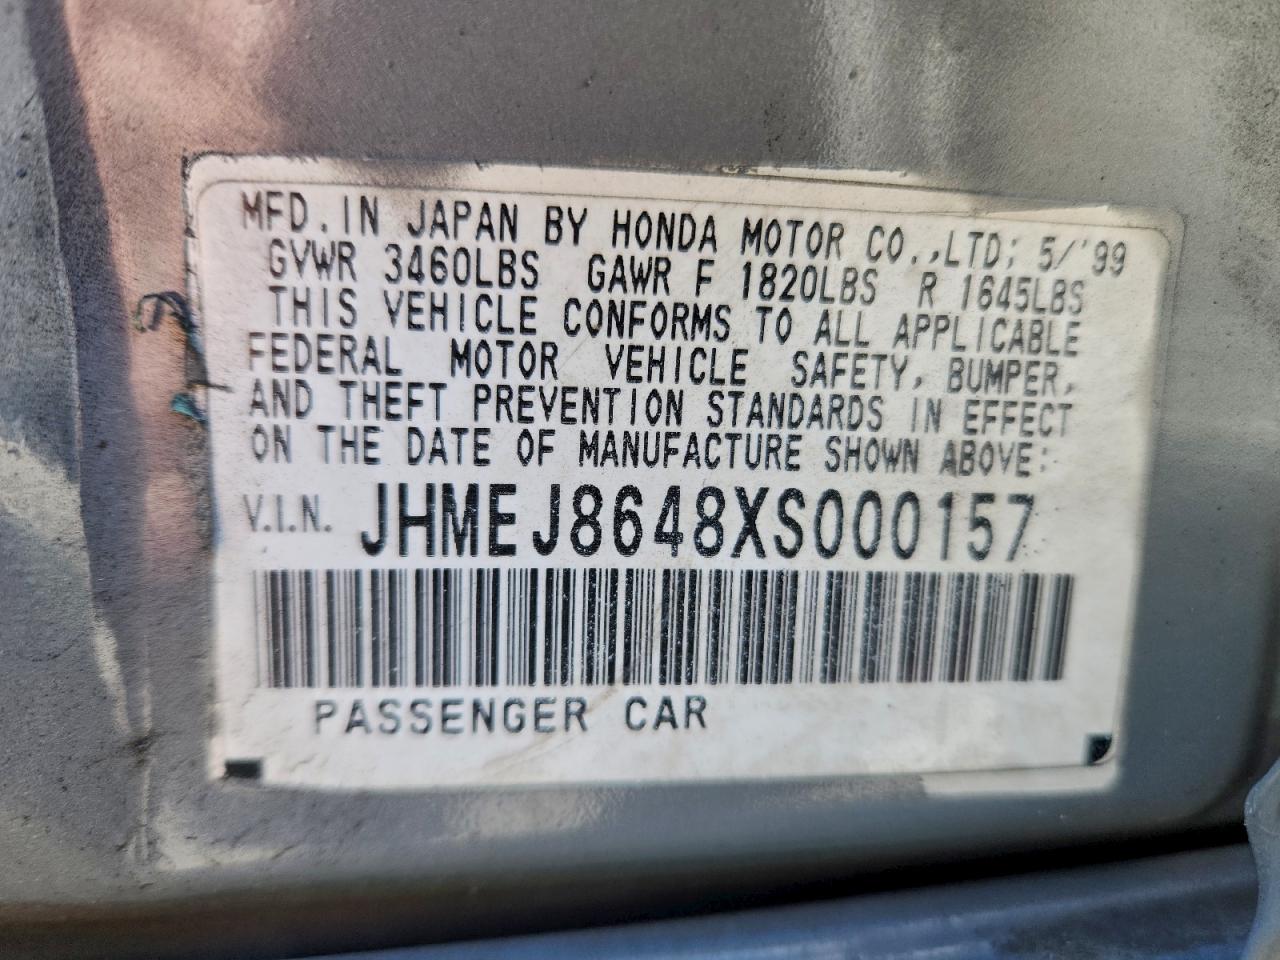 MFD. IN JAPAN BY HONDA MOTOR CO.,LTD; 5/'99
GVWR 3460LBS GAWR F 1820LBS R 1645LBS
THIS VEHICLE CONFORMS TO ALL APPLICABLE
FEDERAL MOTOR VEHICLE SAFETY, BUMPER,
AND THEFT PREVENTION STANDARDS IN EFFECT
ON THE DATE OF MANUFACTURE SHOWN ABOVE:
V.I.N. JHMEJ8648XS000157
PASSENGER CAR